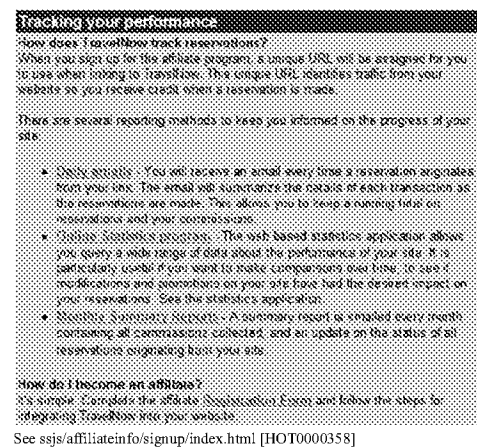 Tracking your performance
How does TravelNow track reservations?
When you sign up for the affiliate program, a unique URL will be assigned for you
to use when linking to TravelNow. This unique URL identifies traffic from your
website so you receive credit when a reservation is made.
There are several reporting methods to keep you informed on the progress of your
site:
• Daily emails - You will receive an email every time a reservation originates
from your link. The email will summarize the details of each transaction as
the reservations are made. This allows you to keep a running total on
reservations and your commissions.
• Online Statistics program - The web based statistics application allows
you query a wide range of data about the performance of your site. It is
particularly useful if you want to make comparisons over time, to see if
modifications and promotions on your site have had the desired impact on
your reservations. See the statistics application.
• Monthly Summary Reports - A summary report is emailed every month
containing all commissions collected, and an update on the status of all
reservations originating from your site.
How do I become an affiliate?
It's simple. Complete the affiliate Registration Form and follow the steps for
integrating TravelNow into your website.
See ssjs/affiliateinfo/signup/index.html [HOT0000358]